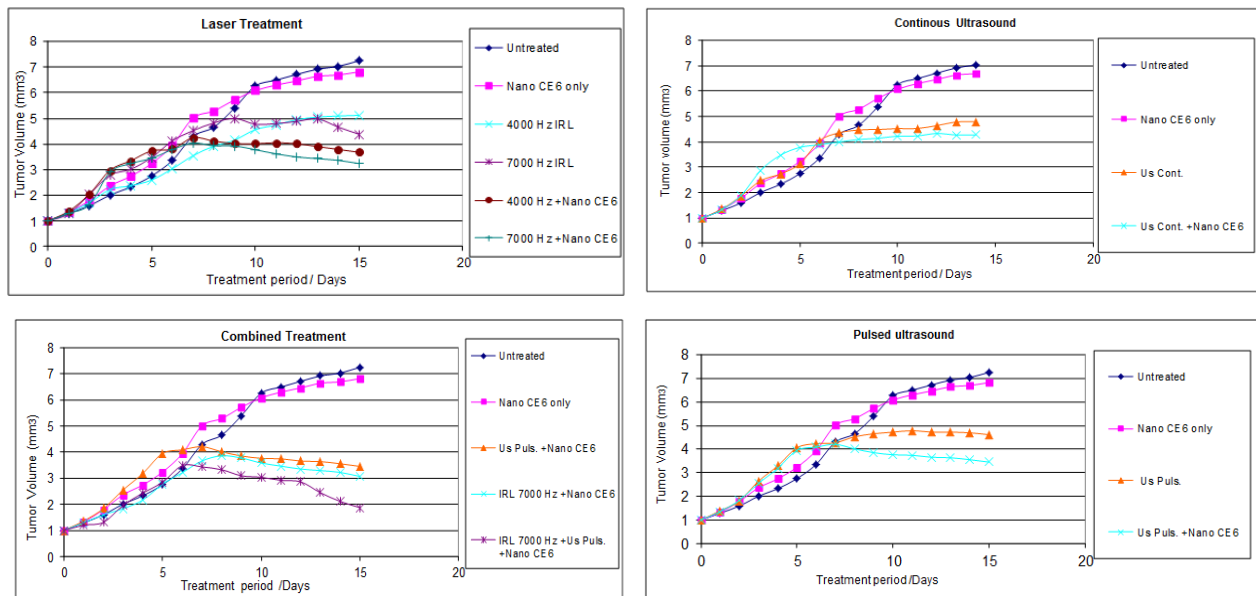 Laser Treatment
Tumor Volume (mm3)
8
7
6
5
4
3
2
1
0
0
5
10
15
20
Treatment period / Days
Untreated
Nano CE6 only
4000 Hz IRL
7000 Hz IRL
4000 Hz +Nano CE6
7000 Hz +Nano CE6
Continous Ultrasound
Tumor volume (mm3)
8
7
6
5
4
3
2
1
0
0
5
10
15
20
Treatment period / Days
Untreated
Nano CE6 only
Us Cont.
Us Cont. +Nano CE6
Combined Treatment
Tumor Volume (mm3)
8
7
6
5
4
3
2
1
0
0
5
10
15
20
Treatment period /Days
Untreated
Nano CE6 only
Us Puls. +Nano CE6
IRL 7000 Hz +Nano CE6
IRL 7000 Hz +Us Puls.
+Nano CE6
Pulsed ultrasound
Tumor Volume (mm3)
8
7
6
5
4
3
2
1
0
0
5
10
15
20
Treatment period /Days
Untreated
Nano CE6 only
Us Puls.
Us Puls. +Nano CE6